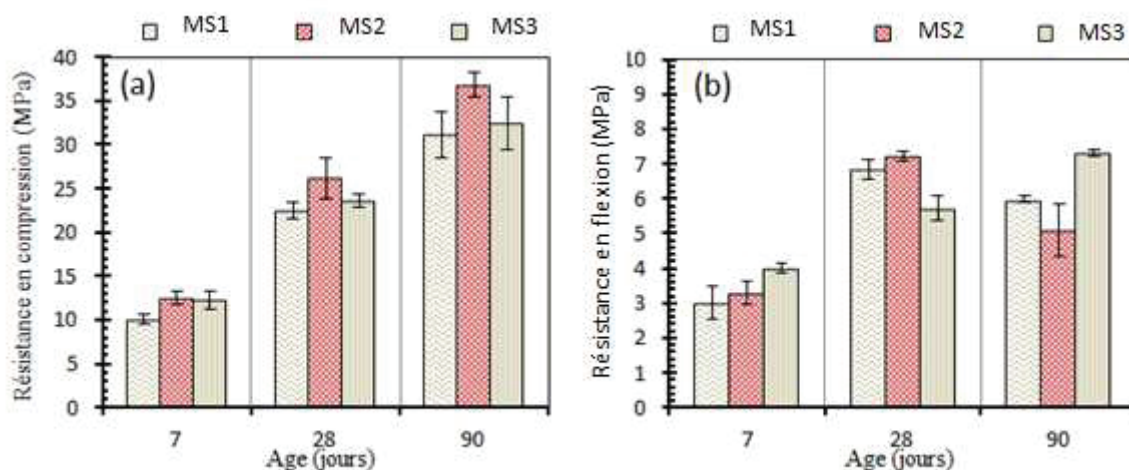 MS1 MS2 MS3
(a)
Résistance en compression (MPa)
40
35
30
25
20
15
10
5
0
7 28 90
Age (jours)
MS1 MS2 MS3
(b)
Résistance en flexion (MPa)
10
9
8
7
6
5
4
3
2
1
0
7 28 90
Age (jours)